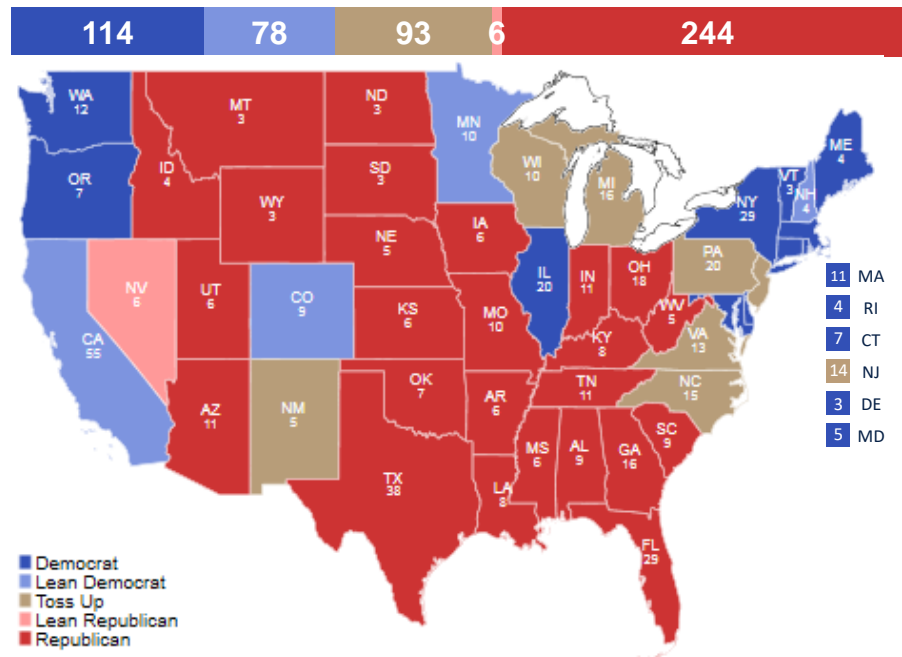 114 78 93 6 244
WA
12
MT
3
ND
3
MN
10
ME
4
OR
7
ID
4
SD
3
WI
10
VT
3
NH
4
MI
16
NY
29
WY
3
IA
6
NE
5
PA
20
NV
6
UT
6
CO
9
IL
20
IN
11
OH
18
11 MA
4 RI
7 CT
14 NJ
3 DE
5 MD
CA
55
KS
6
MO
10
WV
5
VA
13
KY
8
NC
15
AZ
11
NM
5
OK
7
AR
6
TN
11
SC
9
MS
6
AL
9
GA
16
TX
38
LA
8
FL
29
Democrat
Lean Democrat
Toss Up
Lean Republican
Republican